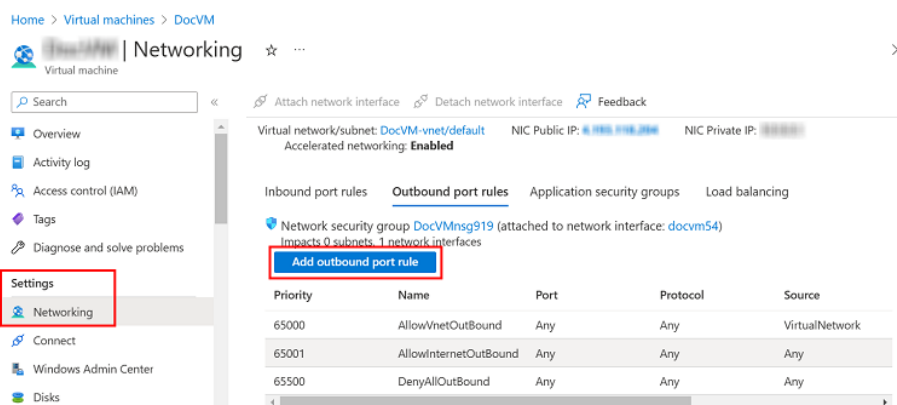 Home > Virtual machines > DocVM
| Networking
Virtual machine
Search
Attach network interface Detach network interface Feedback
Overview
Activity log
Access control (IAM)
Tags
Diagnose and solve problems
Settings
Networking
Connect
Windows Admin Center
Disks
Virtual network/subnet: DocVM-vnet/default NIC Public IP: NIC Private IP:
Accelerated networking: Enabled
Inbound port rules Outbound port rules Application security groups Load balancing
Network security group DocVMnsg919 (attached to network interface: docvm54)
Impacts 0 subnets, 1 network interfaces
Add outbound port rule
Priority Name Port Protocol Source
65000 AllowVnetOutBound Any Any VirtualNetwork
65001 AllowInternetOutBound Any Any Any
65500 DenyAllOutBound Any Any Any